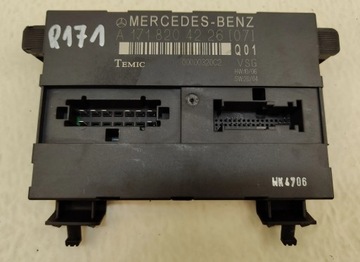 R171
MERCEDES-BENZ
A 171 820 42 26 [07]
Q01
TEMIC
VSG
WK4706